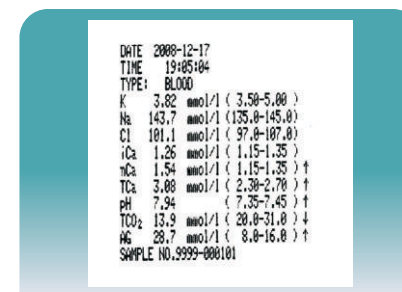 DATE 2008-12-17
TIME 19:05:04
TYPE: BLOOD
K 3.82 mmol/l ( 3.50-5.00 )
Na 143.7 mmol/l (135.0-145.0)
Cl 101.1 mmol/l ( 97.0-107.0)
iCa 1.26 mmol/l ( 1.15-1.35 )
nCa 1.54 mmol/l ( 1.15-1.35 ) ↑
TCa 3.08 mmol/l ( 2.30-2.70 ) ↑
pH 7.94 ( 7.35-7.45 ) ↑
TCO₂ 13.9 mmol/l ( 20.0-31.0 ) ↓
AG 28.7 mmol/l ( 8.0-16.0 ) ↑
SAMPLE NO.9999-000101